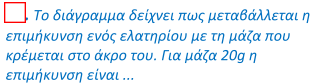 . Το διάγραμμα δείχνει πως μεταβάλλεται η
επιμήκυνση ενός ελατηρίου με τη μάζα που
κρέμεται στο άκρο του. Για μάζα 20g η
επιμήκυνση είναι ...